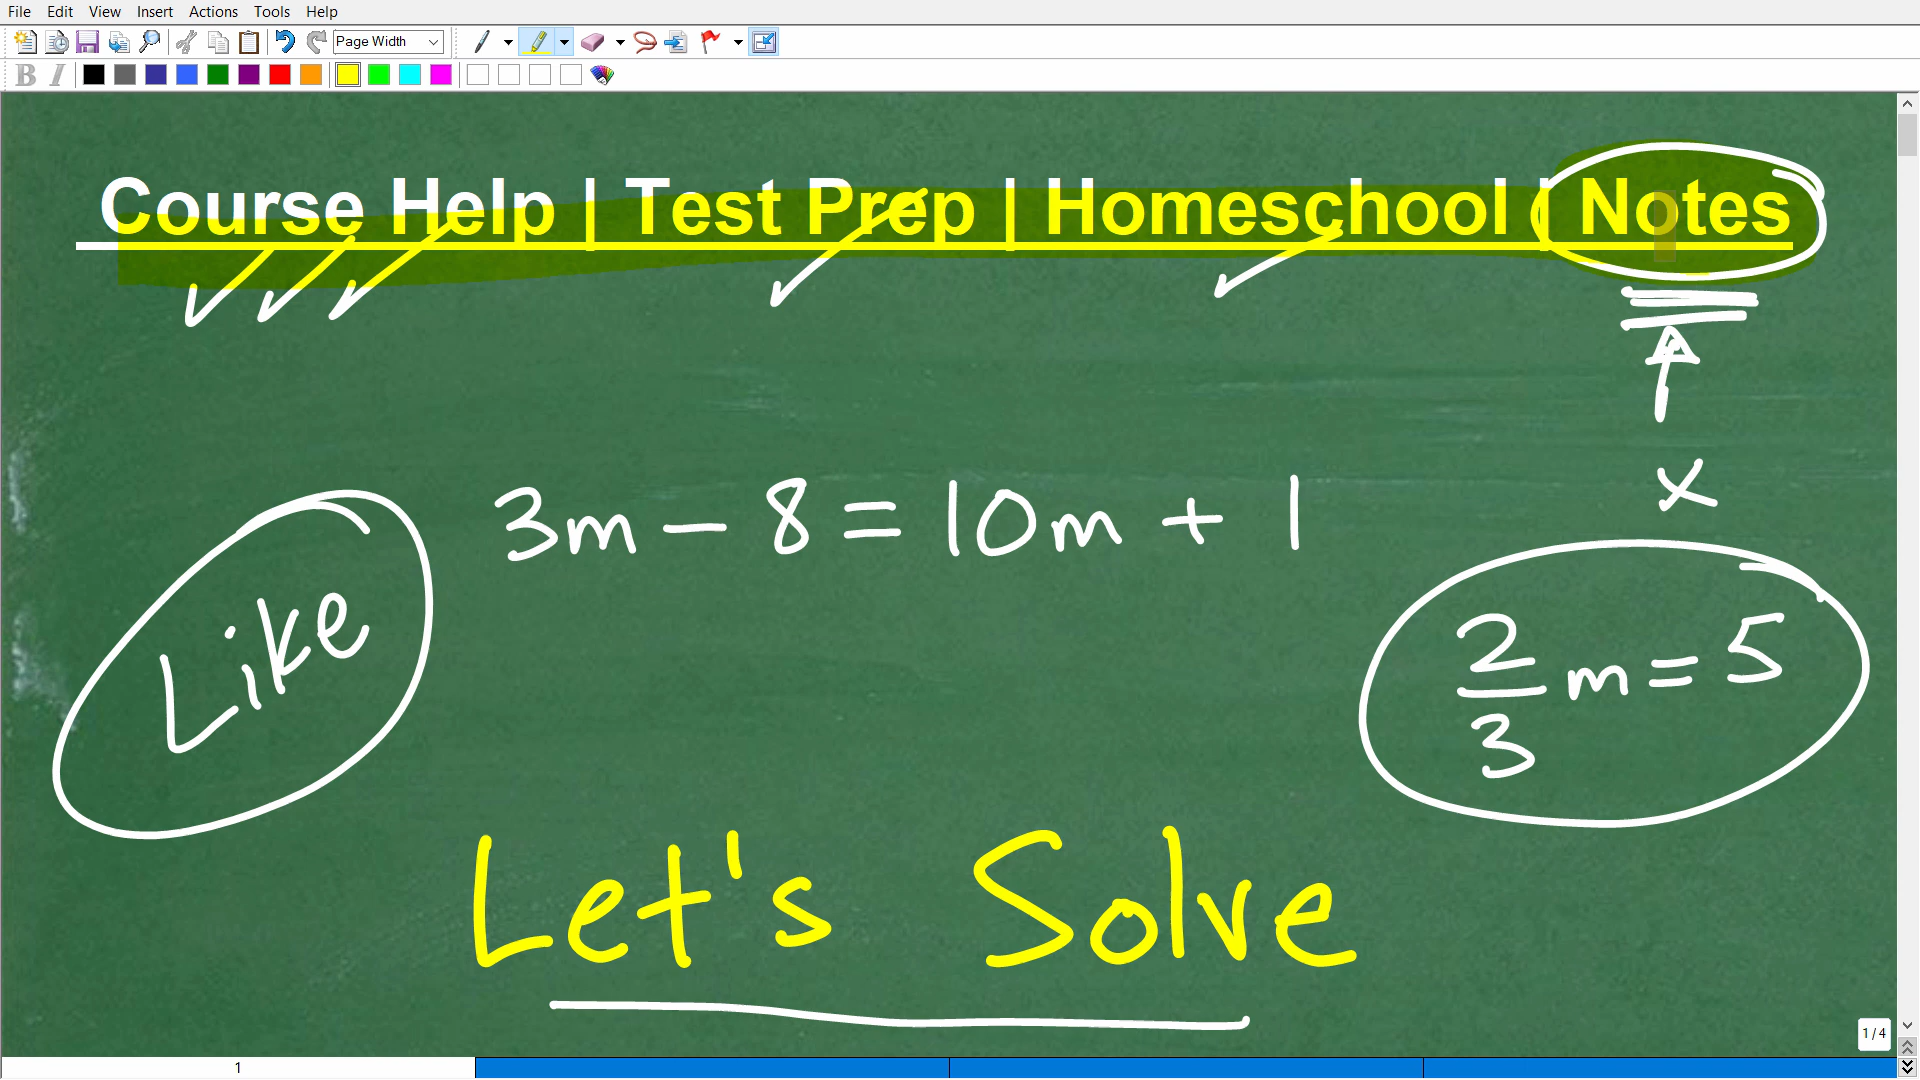 File Edit View Insert Actions Tools Help
Page Width
B I
Course Help | Test Prep | Homeschool | Notes
x
3m - 8 = 10m + 1
Like
2/3 m = 5
Let's Solve
1 / 4
1